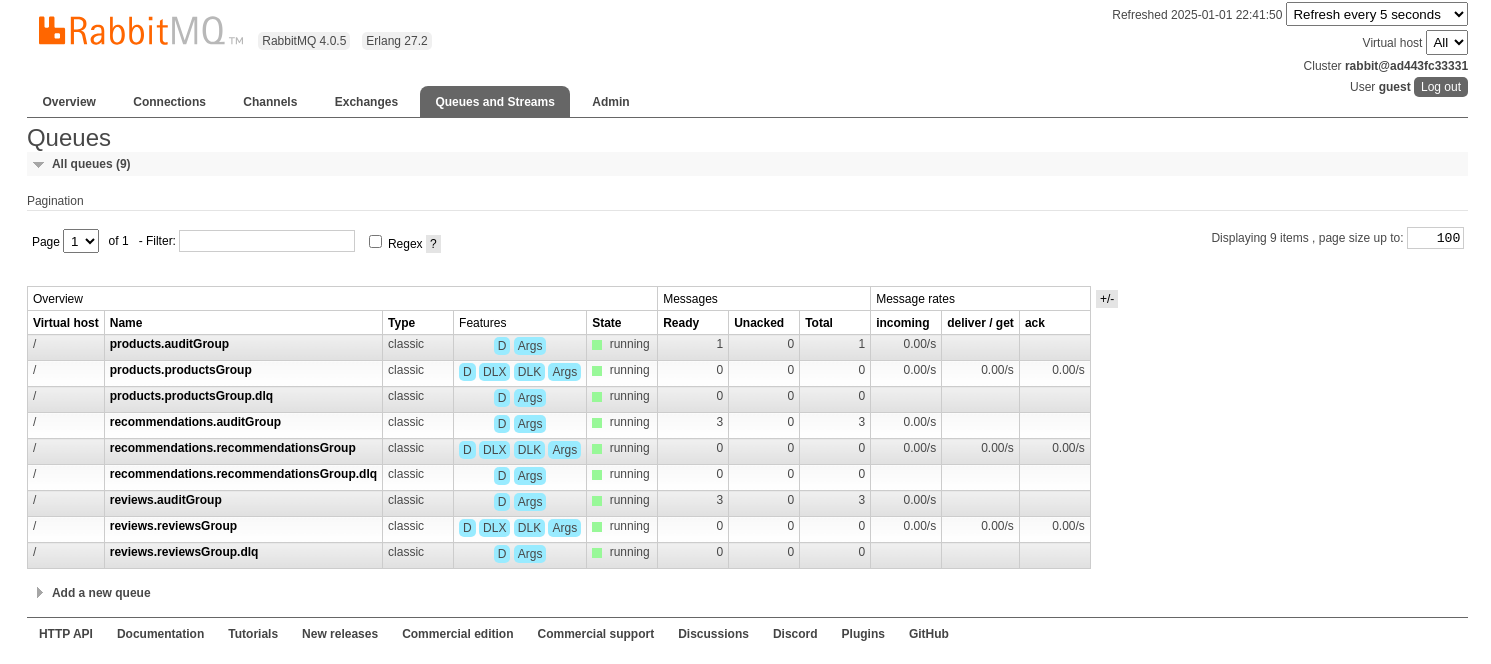 RabbitMQ TM RabbitMQ 4.0.5 Erlang 27.2
Refreshed 2025-01-01 22:41:50 Refresh every 5 seconds
Virtual host All
Cluster rabbit@ad443fc33331
User guest Log out
Overview Connections Channels Exchanges Queues and Streams Admin
Queues
All queues (9)
Pagination
Page 1 of 1 - Filter: Regex ? Displaying 9 items , page size up to: 100
Overview Messages Message rates +/-
Virtual host Name Type Features State Ready Unacked Total incoming deliver / get ack
/ products.auditGroup classic D Args running 1 0 1 0.00/s
/ products.productsGroup classic D DLX DLK Args running 0 0 0 0.00/s 0.00/s 0.00/s
/ products.productsGroup.dlq classic D Args running 0 0 0
/ recommendations.auditGroup classic D Args running 3 0 3 0.00/s
/ recommendations.recommendationsGroup classic D DLX DLK Args running 0 0 0 0.00/s 0.00/s 0.00/s
/ recommendations.recommendationsGroup.dlq classic D Args running 0 0 0
/ reviews.auditGroup classic D Args running 3 0 3 0.00/s
/ reviews.reviewsGroup classic D DLX DLK Args running 0 0 0 0.00/s 0.00/s 0.00/s
/ reviews.reviewsGroup.dlq classic D Args running 0 0 0
Add a new queue
HTTP API Documentation Tutorials New releases Commercial edition Commercial support Discussions Discord Plugins GitHub